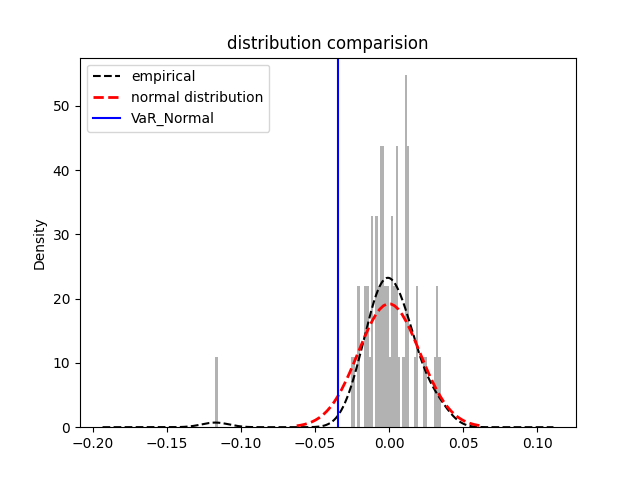 distribution comparision
empirical
normal distribution
VaR_Normal
Density
50
40
30
20
10
0
−0.20
−0.15
−0.10
−0.05
0.00
0.05
0.10